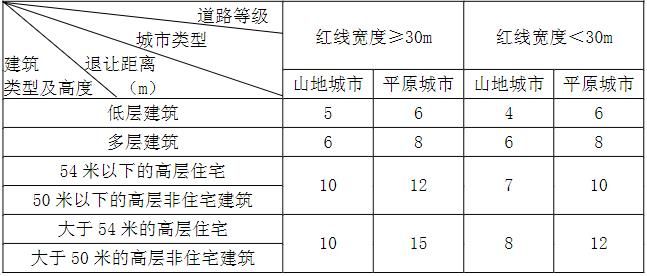 道路等级
城市类型
退让距离
（m）
建筑
类型及高度
红线宽度≥30m 红线宽度＜30m
山地城市 平原城市 山地城市 平原城市
低层建筑 5 6 4 6
多层建筑 6 8 6 8
54 米以下的高层住宅
50 米以下的高层非住宅建筑
10 12 7 10
大于 54 米的高层住宅
大于 50 米的高层非住宅建筑
10 15 8 12